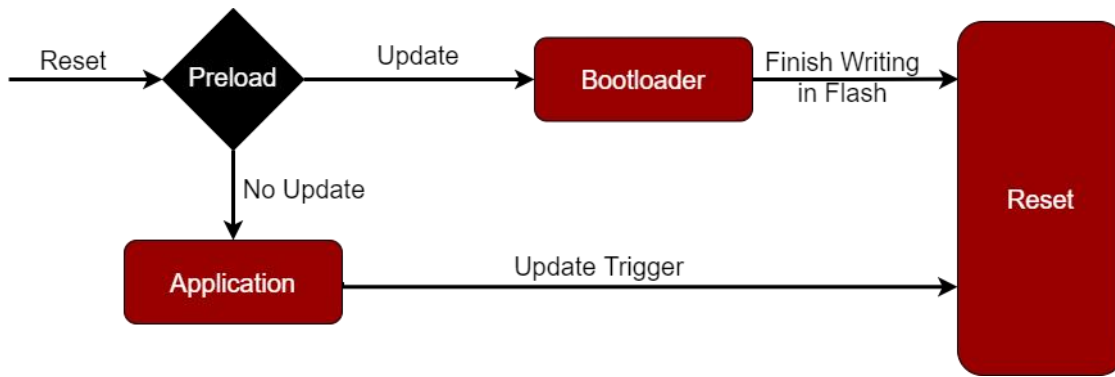 Reset
Preload
Update
Bootloader
Finish Writing
in Flash
Reset
No Update
Application
Update Trigger